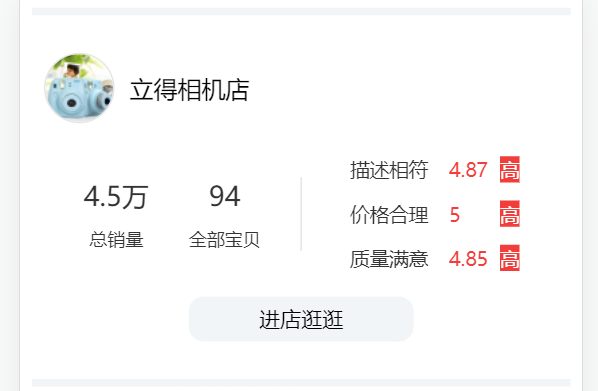 立得相机店
4.5万 94
总销量 全部宝贝
描述相符 4.87 高
价格合理 5 高
质量满意 4.85 高
进店逛逛